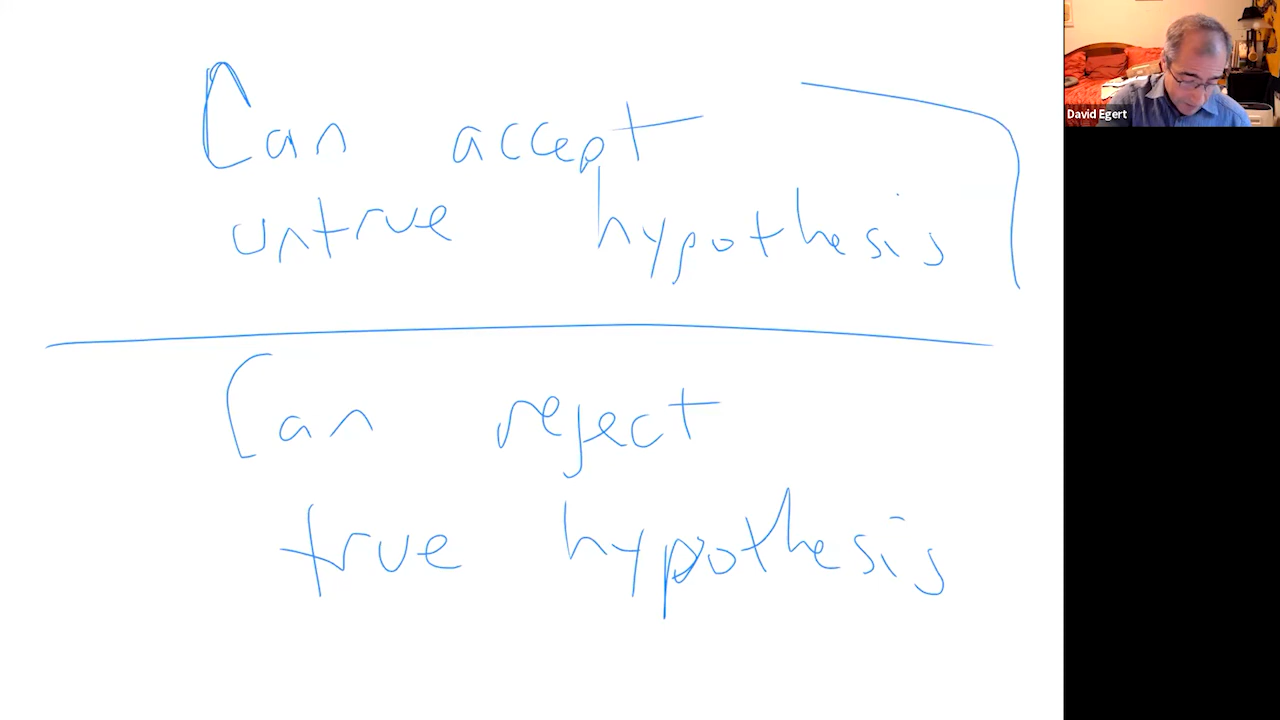 Can accept
untrue hypothesis
Can reject
true hypothesis
David Egert